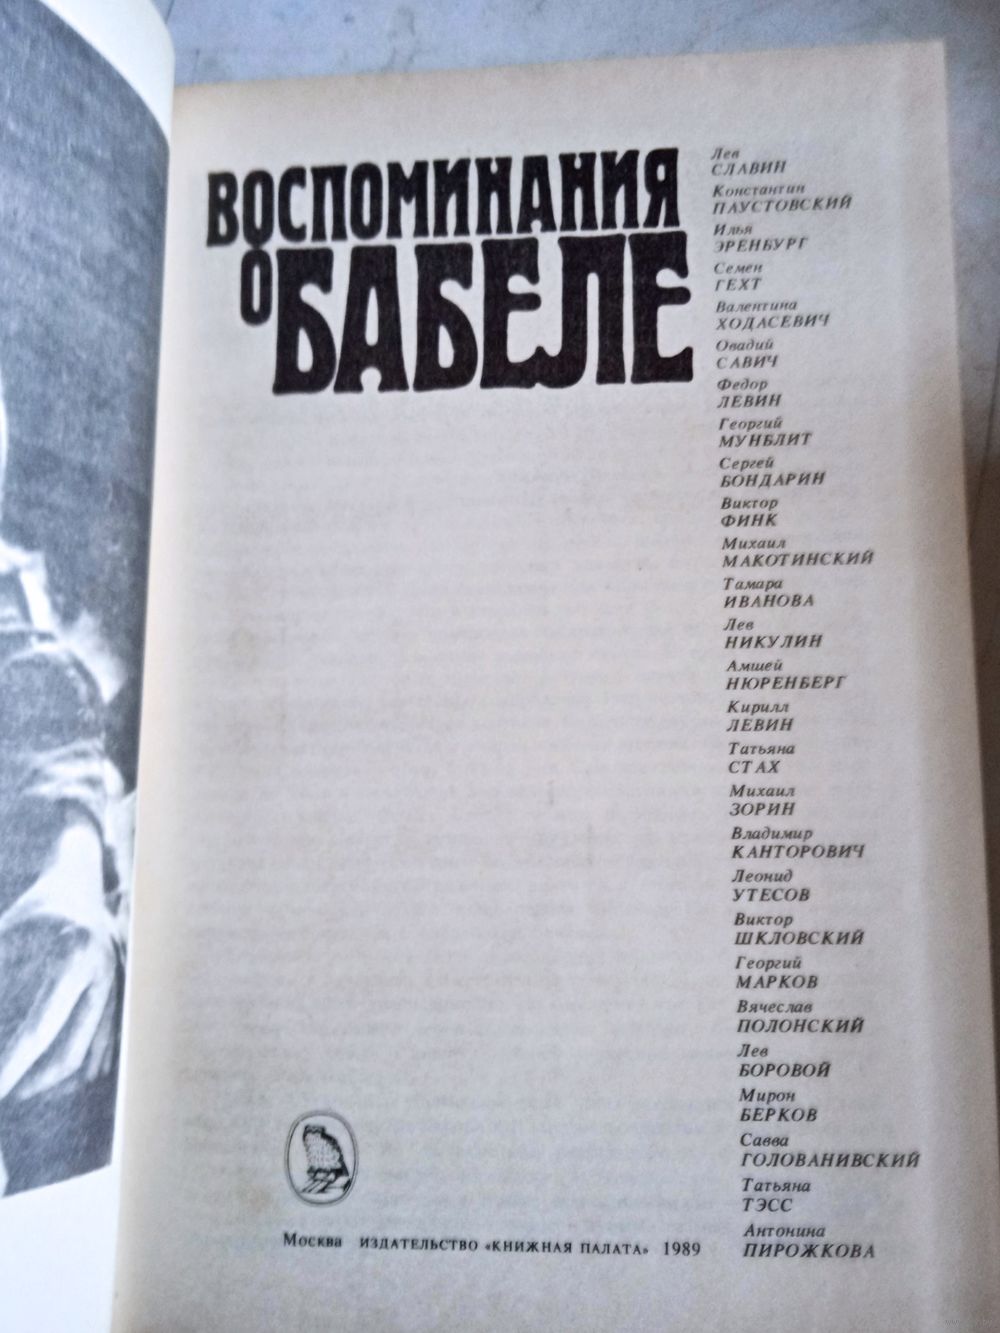 ВОСПОМИНАНИЯ
О
БАБЕЛЕ
Лев
СЛАВИН
Константин
ПАУСТОВСКИЙ
Илья
ЭРЕНБУРГ
Семен
ГЕХТ
Валентина
ХОДАСЕВИЧ
Овадий
САВИЧ
Федор
ЛЕВИН
Георгий
МУНБЛИТ
Сергей
БОНДАРИН
Виктор
ФИНК
Михаил
МАКОТИНСКИЙ
Тамара
ИВАНОВА
Лев
НИКУЛИН
Амшей
НЮРЕНБЕРГ
Кирилл
ЛЕВИН
Татьяна
СТАХ
Михаил
ЗОРИН
Владимир
КАНТОРОВИЧ
Леонид
УТЕСОВ
Виктор
ШКЛОВСКИЙ
Георгий
МАРКОВ
Вячеслав
ПОЛОНСКИЙ
Лев
БОРОВОЙ
Мирон
БЕРКОВ
Савва
ГОЛОВАНИВСКИЙ
Татьяна
ТЭСС
Антонина
ПИРОЖКОВА
Москва ИЗДАТЕЛЬСТВО «КНИЖНАЯ ПАЛАТА» 1989